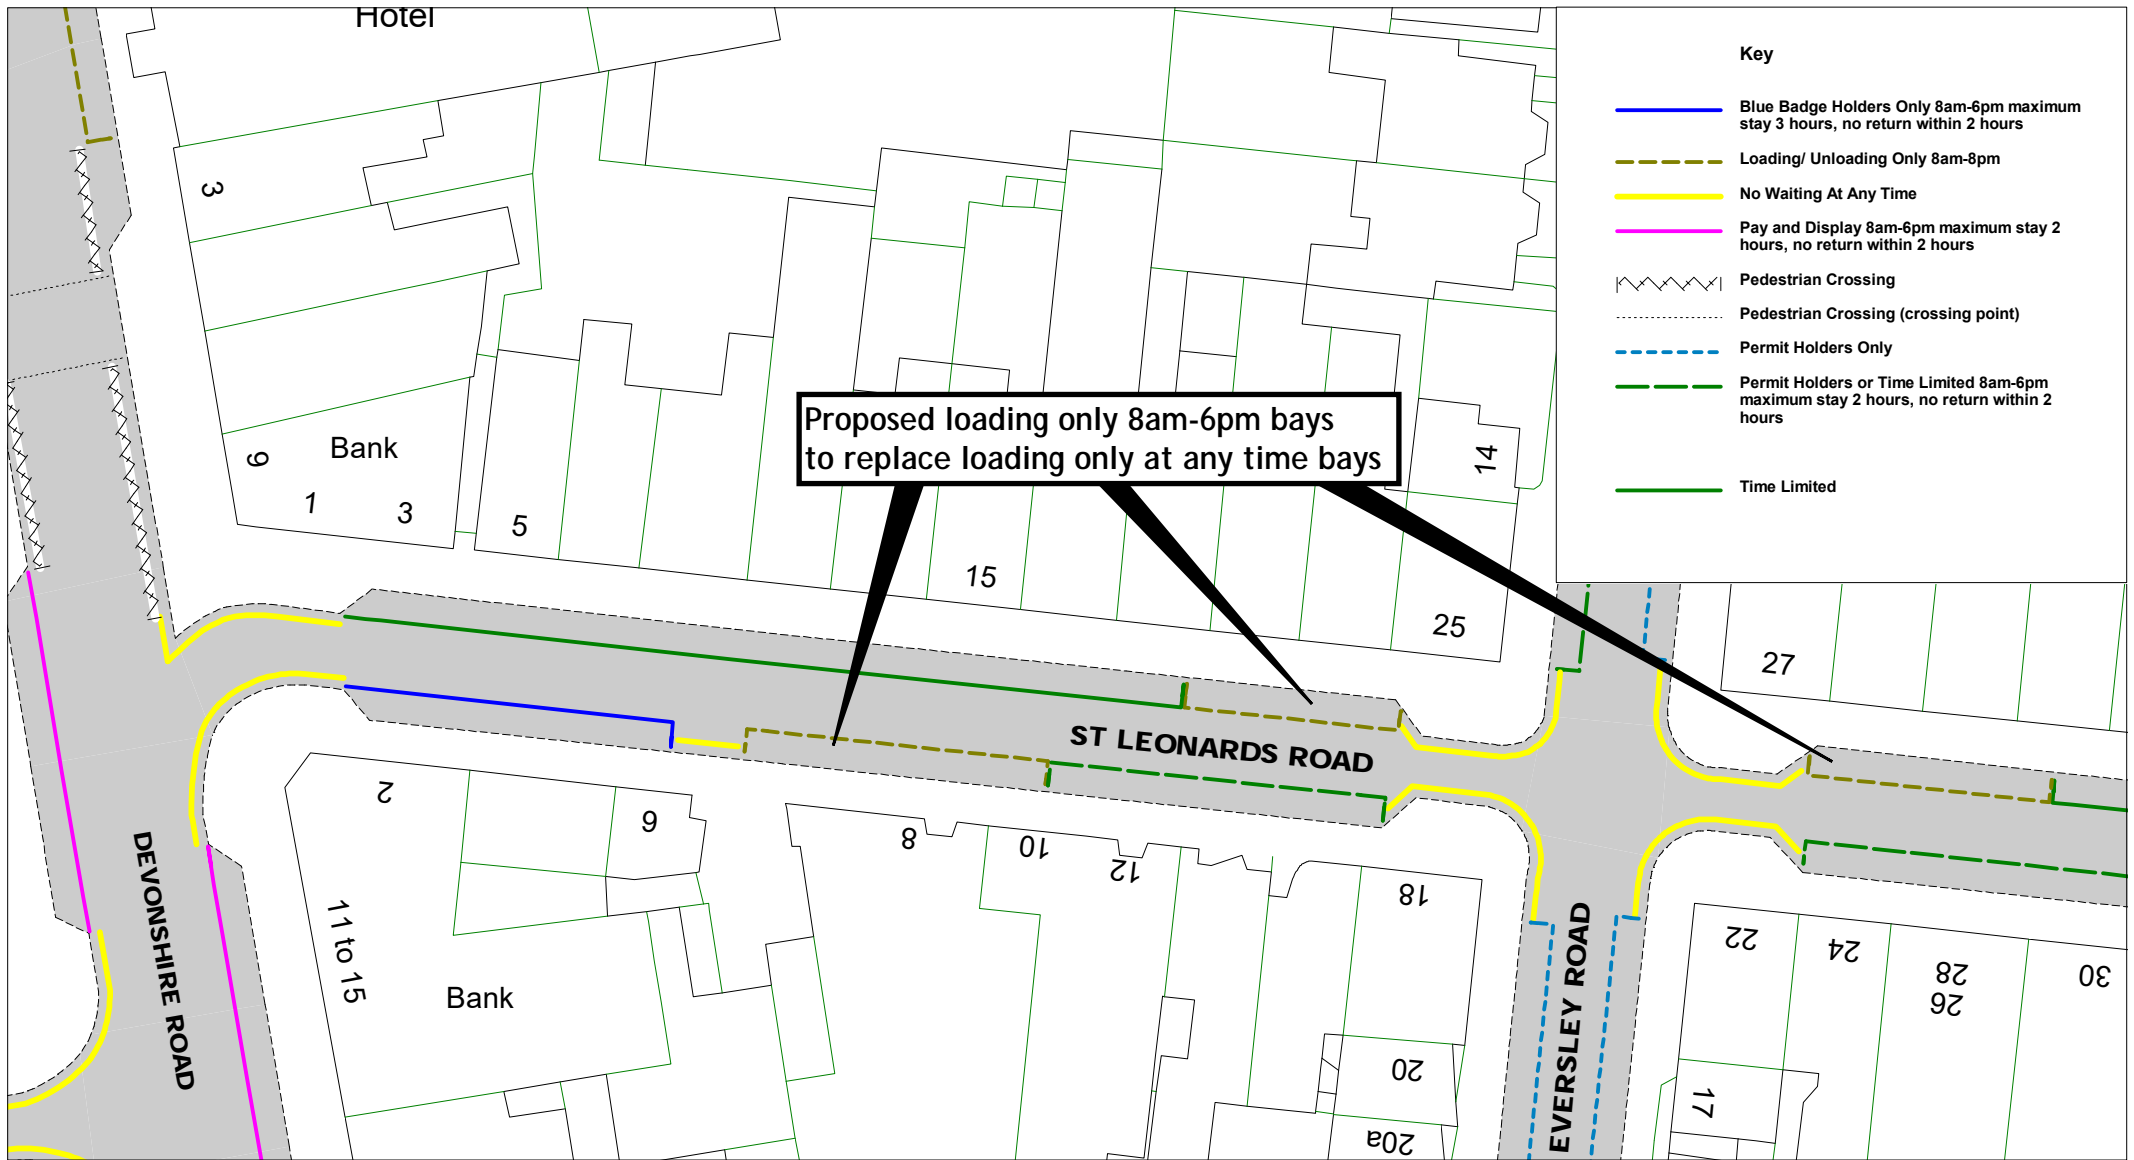 Hotel
Key
Blue Badge Holders Only 8am-6pm maximum
stay 3 hours, no return within 2 hours
Loading/ Unloading Only 8am-8pm
No Waiting At Any Time
Pay and Display 8am-6pm maximum stay 2
hours, no return within 2 hours
Pedestrian Crossing
Pedestrian Crossing (crossing point)
Permit Holders Only
Permit Holders or Time Limited 8am-6pm
maximum stay 2 hours, no return within 2
hours
Time Limited
3
Proposed loading only 8am-6pm bays
to replace loading only at any time bays
Bank
9
1
3
5
14
15
25
27
ST LEONARDS ROAD
2
6
8
10
12
18
DEVONSHIRE ROAD
11 to 15
Bank
EVERSLEY ROAD
22
24
28
26
30
20
17
20a